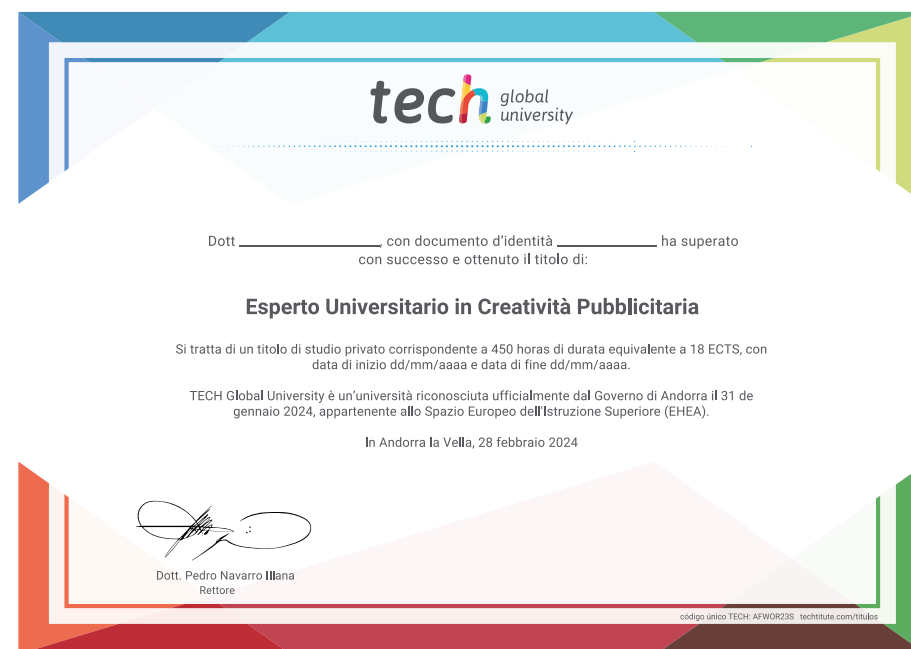 tech global
university
Dott , con documento d'identità ha superato
con successo e ottenuto il titolo di:
Esperto Universitario in Creatività Pubblicitaria
Si tratta di un titolo di studio privato corrispondente a 450 horas di durata equivalente a 18 ECTS, con
data di inizio dd/mm/aaaa e data di fine dd/mm/aaaa.
TECH Global University è un'università riconosciuta ufficialmente dal Governo di Andorra il 31 de
gennaio 2024, appartenente allo Spazio Europeo dell'Istruzione Superiore (EHEA).
In Andorra la Vella, 28 febbraio 2024
Dott. Pedro Navarro Illana
Rettore
código único TECH: AFWOR23S techtitute.com/titulos